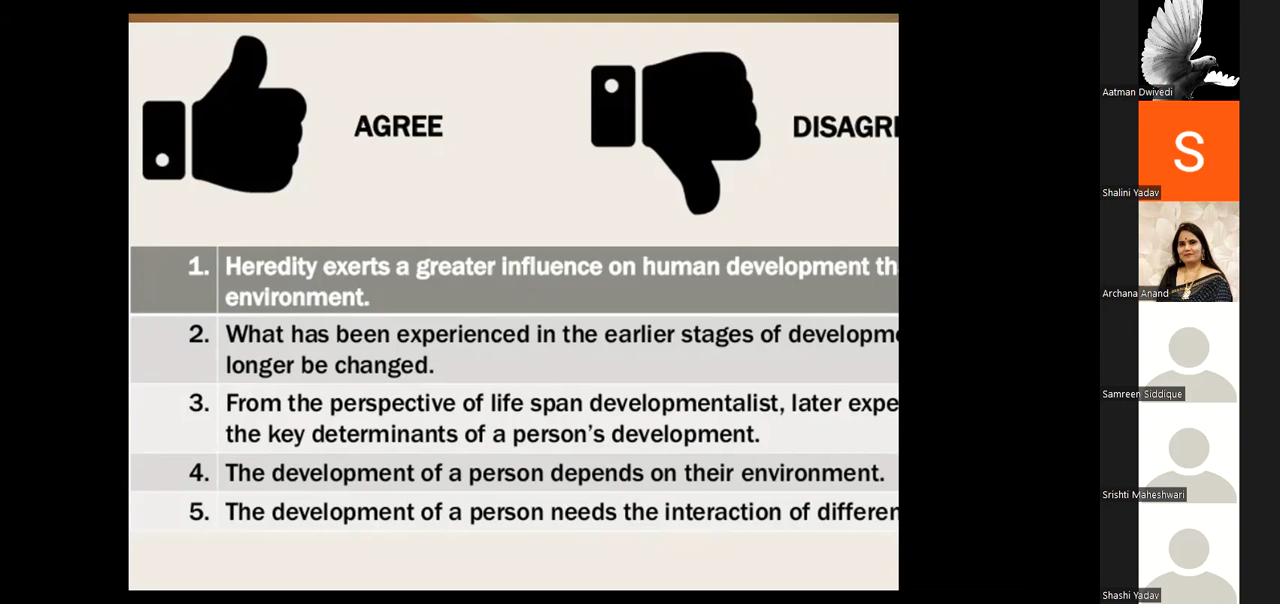 AGREE
DISAGR
1. Heredity exerts a greater influence on human development th
environment.
2. What has been experienced in the earlier stages of developm
longer be changed.
3. From the perspective of life span developmentalist, later expe
the key determinants of a person's development.
4. The development of a person depends on their environment.
5. The development of a person needs the interaction of differen
Aatman Dwivedi
S
Shalini Yadav
Archana Anand
Samreen Siddique
Srishti Maheshwari
Shashi Yadav